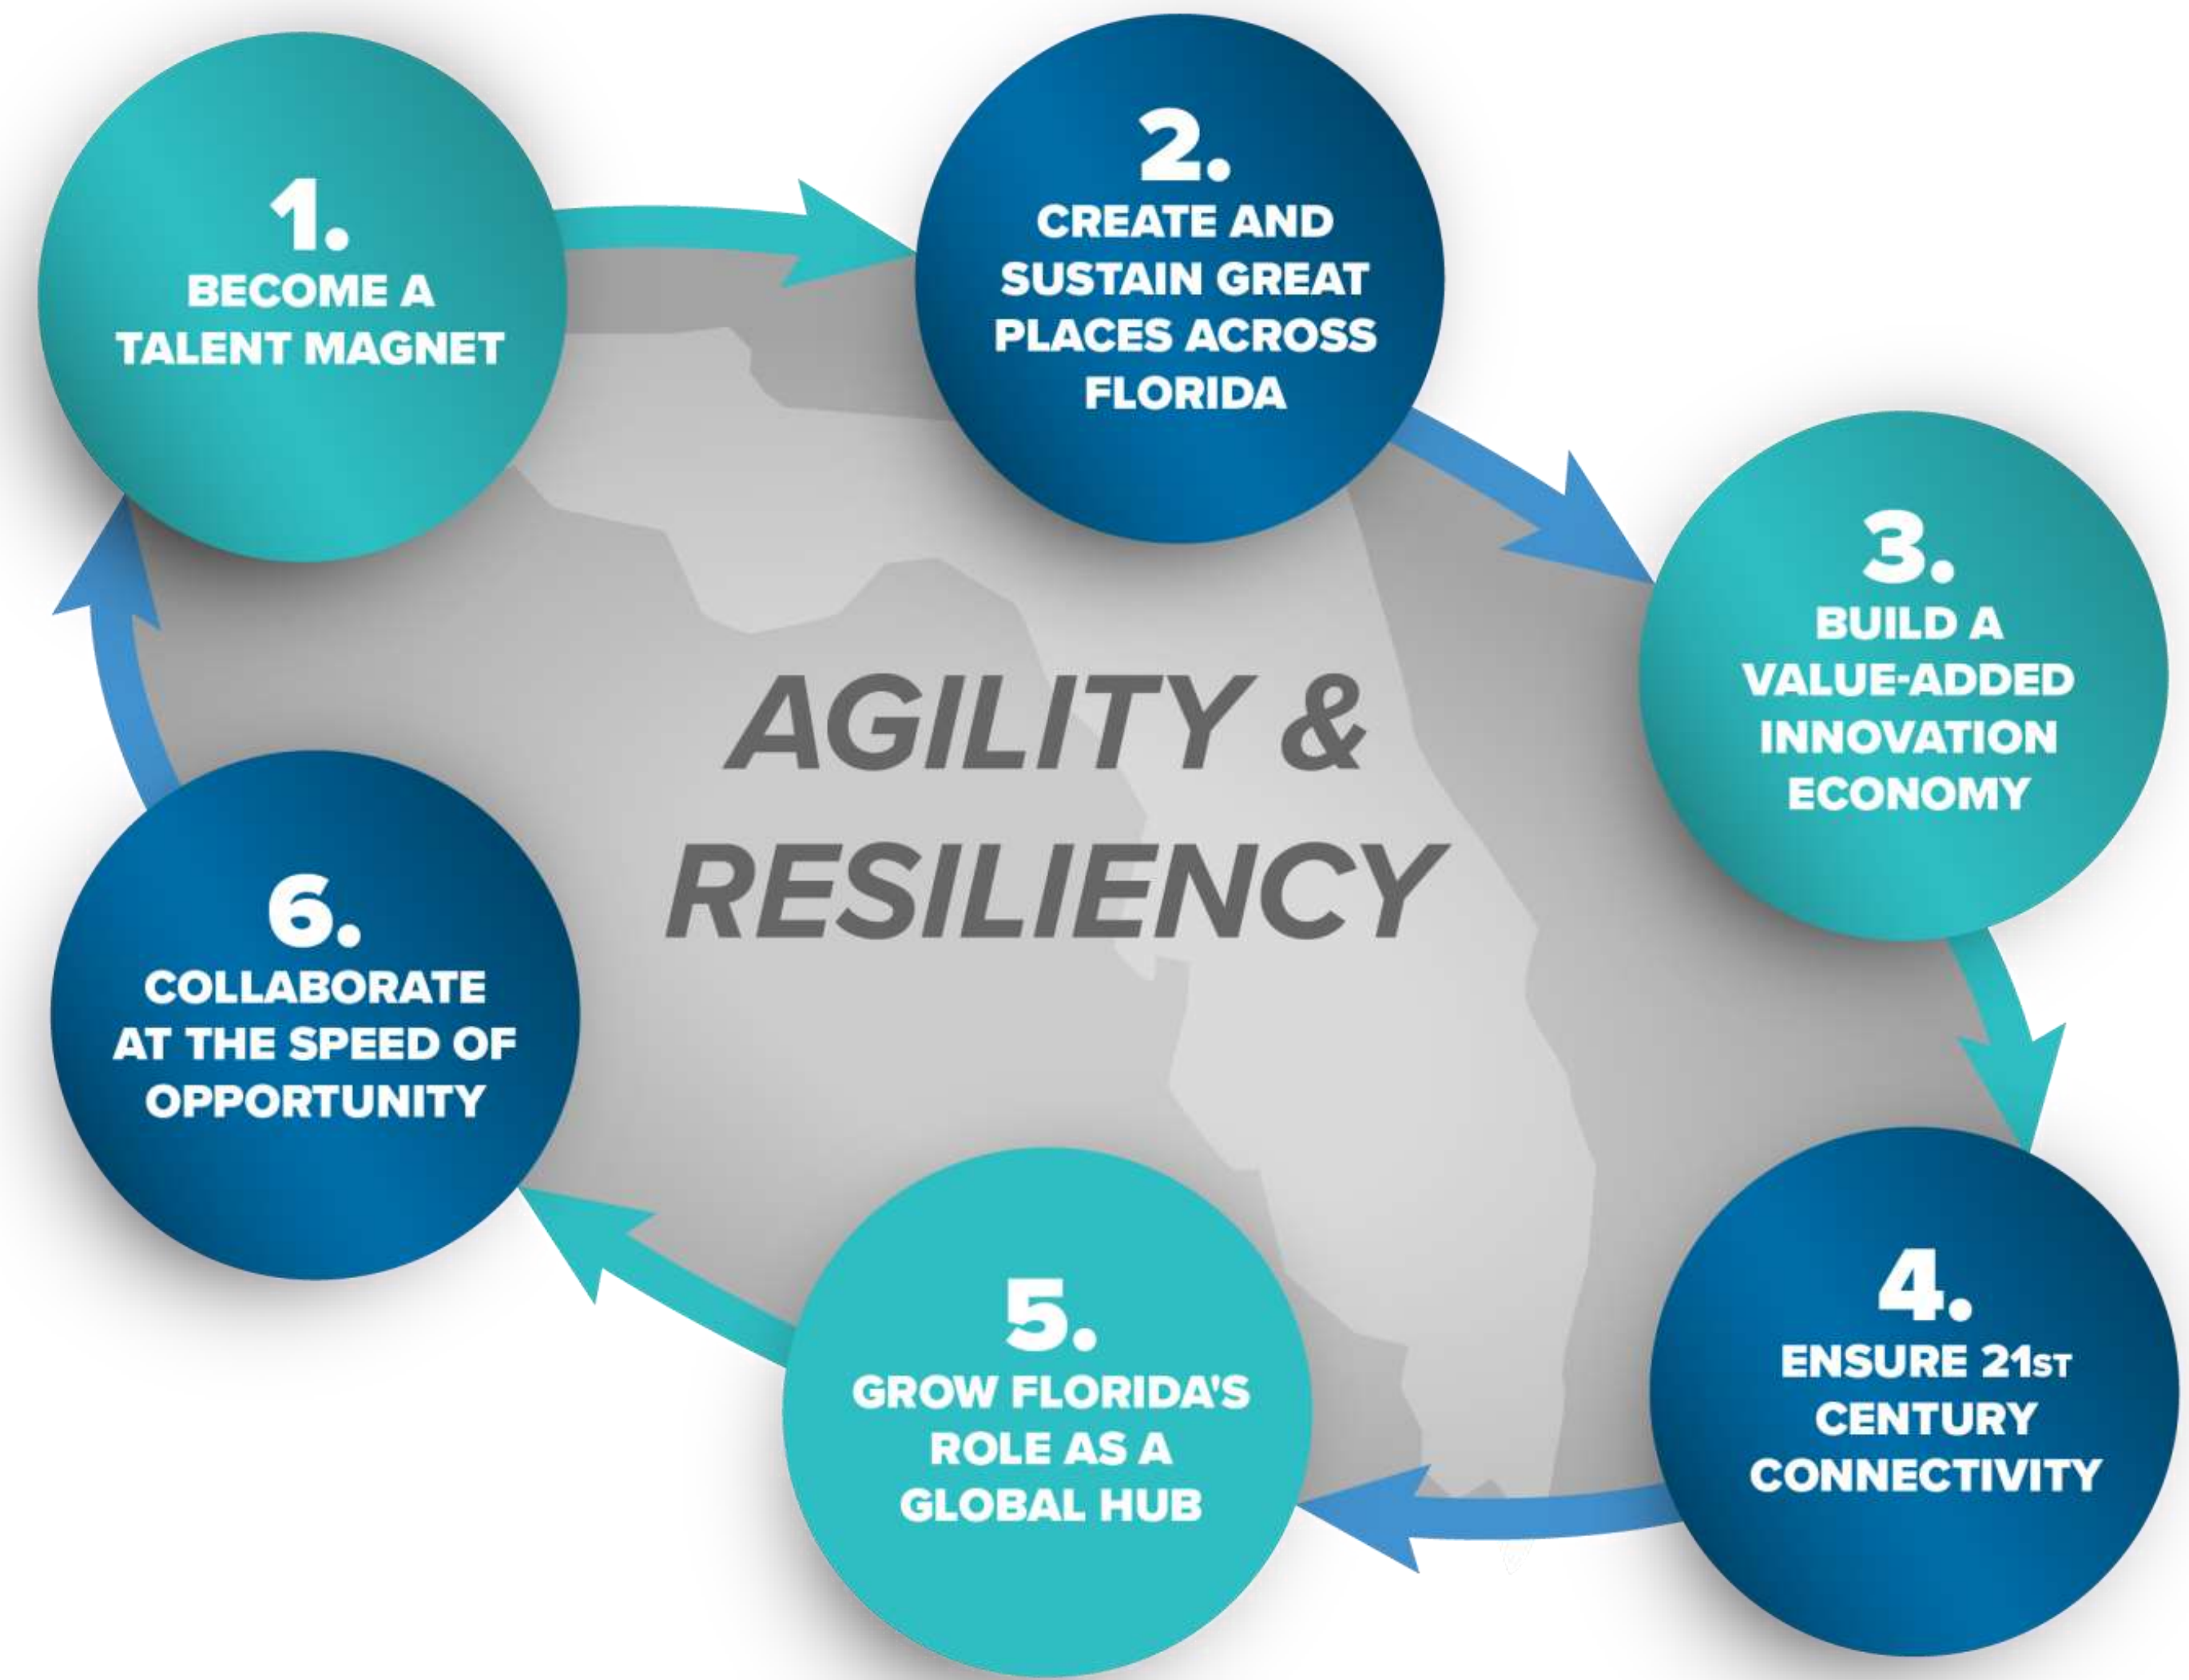 1.
BECOME A
TALENT MAGNET
2.
CREATE AND
SUSTAIN GREAT
PLACES ACROSS
FLORIDA
3.
BUILD A
VALUE-ADDED
INNOVATION
ECONOMY
AGILITY &
RESILIENCY
6.
COLLABORATE
AT THE SPEED OF
OPPORTUNITY
5.
GROW FLORIDA'S
ROLE AS A
GLOBAL HUB
4.
ENSURE 21ST
CENTURY
CONNECTIVITY